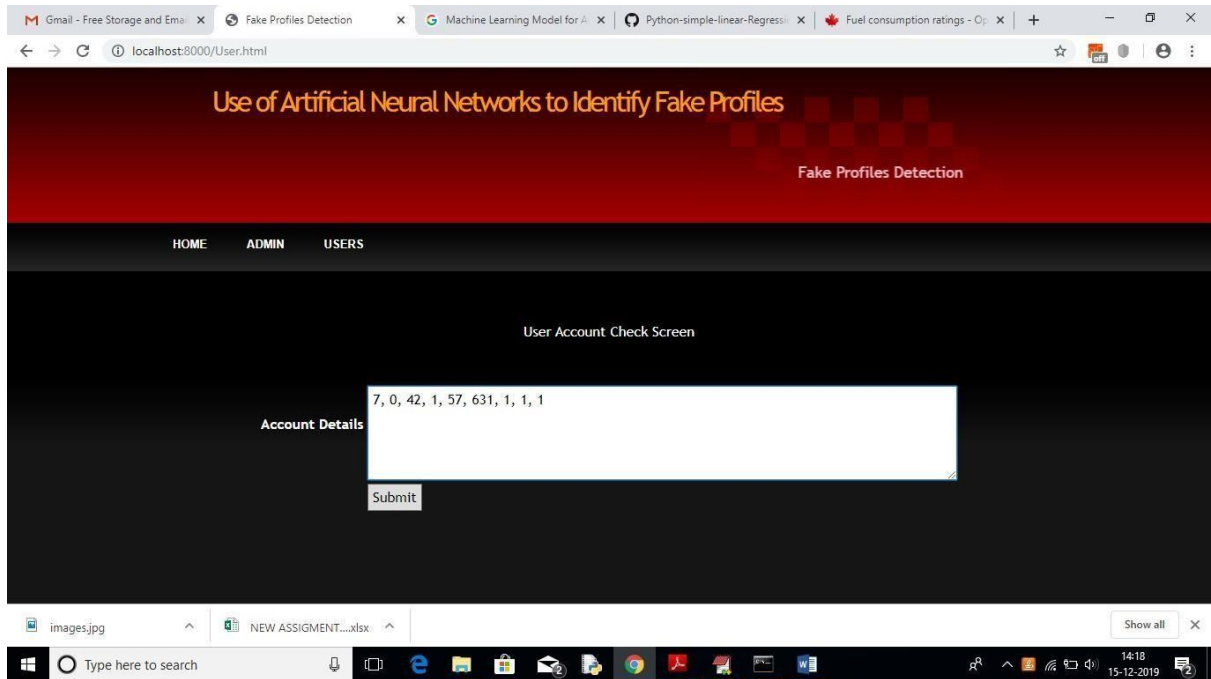 Gmail - Free Storage and Emai
Fake Profiles Detection
Machine Learning Model for A
Python-simple-linear-Regressi
Fuel consumption ratings - Op
localhost:8000/User.html
off
Use of Artificial Neural Networks to Identify Fake Profiles
Fake Profiles Detection
HOME ADMIN USERS
User Account Check Screen
Account Details
7, 0, 42, 1, 57, 631, 1, 1, 1
Submit
images.jpg
NEW ASSIGMENT....xlsx
Show all
Type here to search
2
14:18
15-12-2019
2